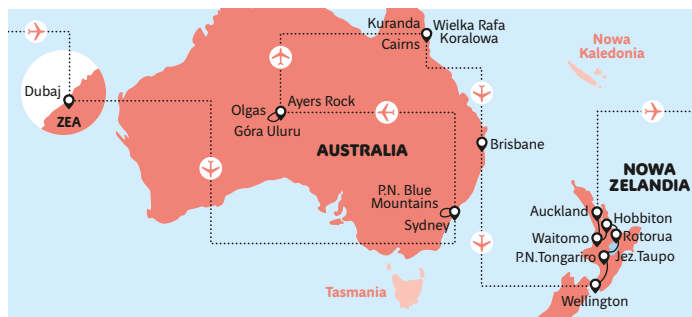 Kuranda
Cairns
Wielka Rafa
Koralowa
Nowa
Kaledonia
Dubaj
ZEA
Olgas
Ayers Rock
Góra Uluru
AUSTRALIA
Brisbane
NOWA
ZELANDIA
P.N. Blue
Mountains
Sydney
Auckland
Hobbiton
Waitomo
Rotorua
P.N.Tongariro
Jez.Taupo
Tasmania
Wellington